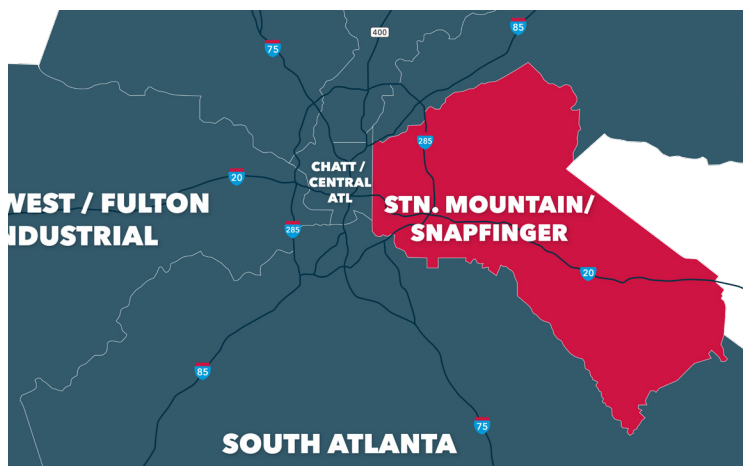 400
85
75
285
CHATT /
CENTRAL
ATL
20
WEST / FULTON
NDUSTRIAL
STN. MOUNTAIN/
SNAPFINGER
285
20
85
75
SOUTH ATLANTA